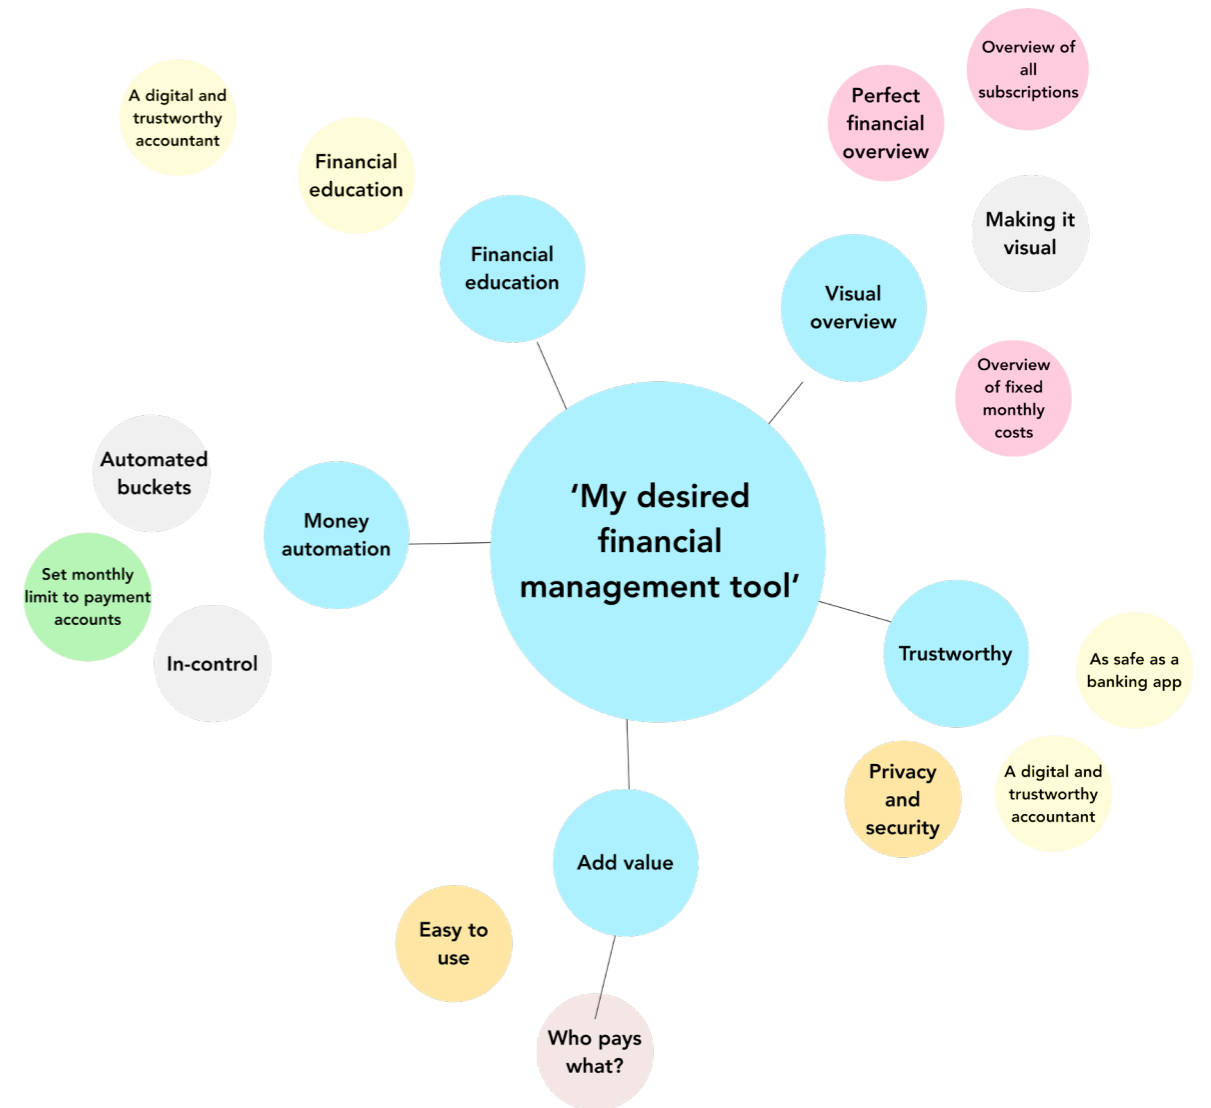 Overview of
all
subscriptions
A digital and
trustworthy
accountant
Perfect
financial
overview
Financial
education
Making it
visual
Financial
education
Visual
overview
Overview
of fixed
monthly
costs
Automated
buckets
Money
automation
‘My desired
financial
management tool’
Set monthly
limit to payment
accounts
In-control
Trustworthy
As safe as a
banking app
Privacy
and
security
A digital and
trustworthy
accountant
Add value
Easy to
use
Who pays
what?